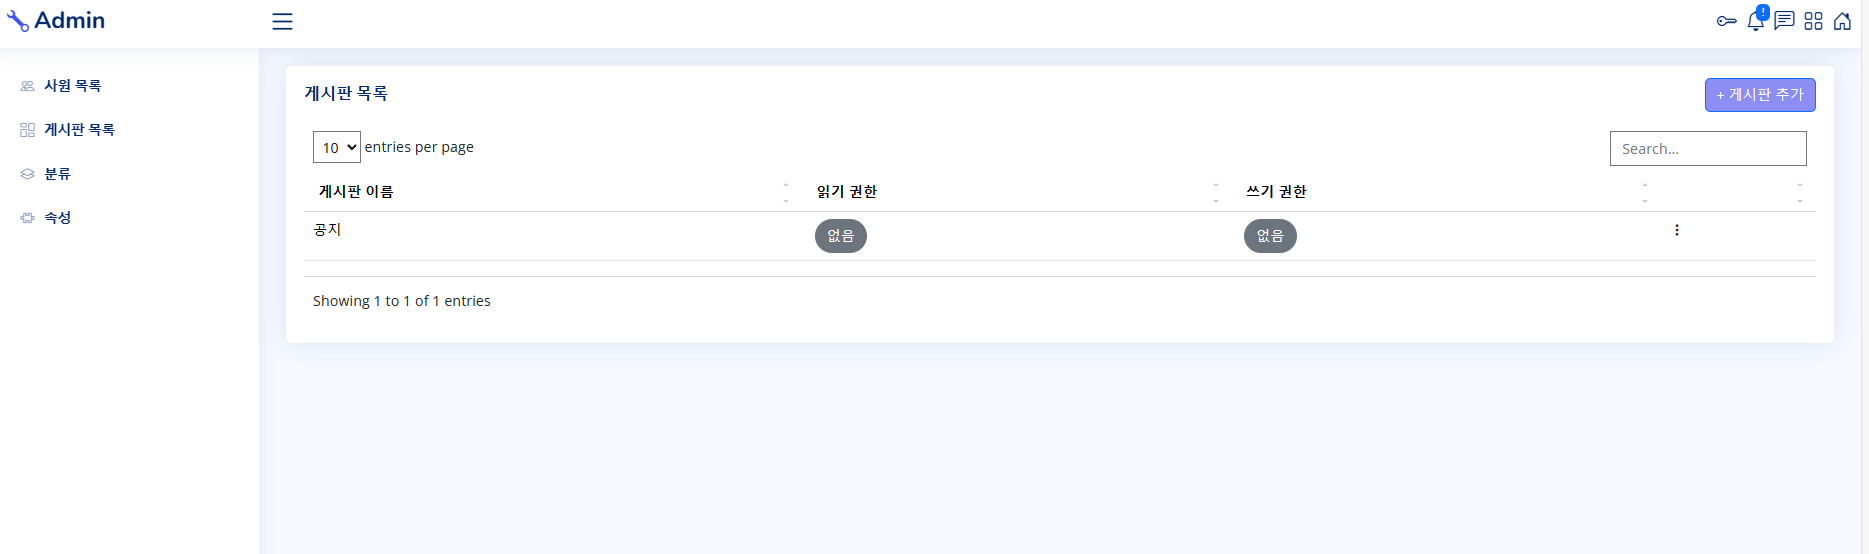 Admin
!
사원 목록
게시판 목록
분류
속성
게시판 목록
+ 게시판 추가
10 entries per page
Search...
게시판 이름 읽기 권한 쓰기 권한
공지 없음 없음
Showing 1 to 1 of 1 entries